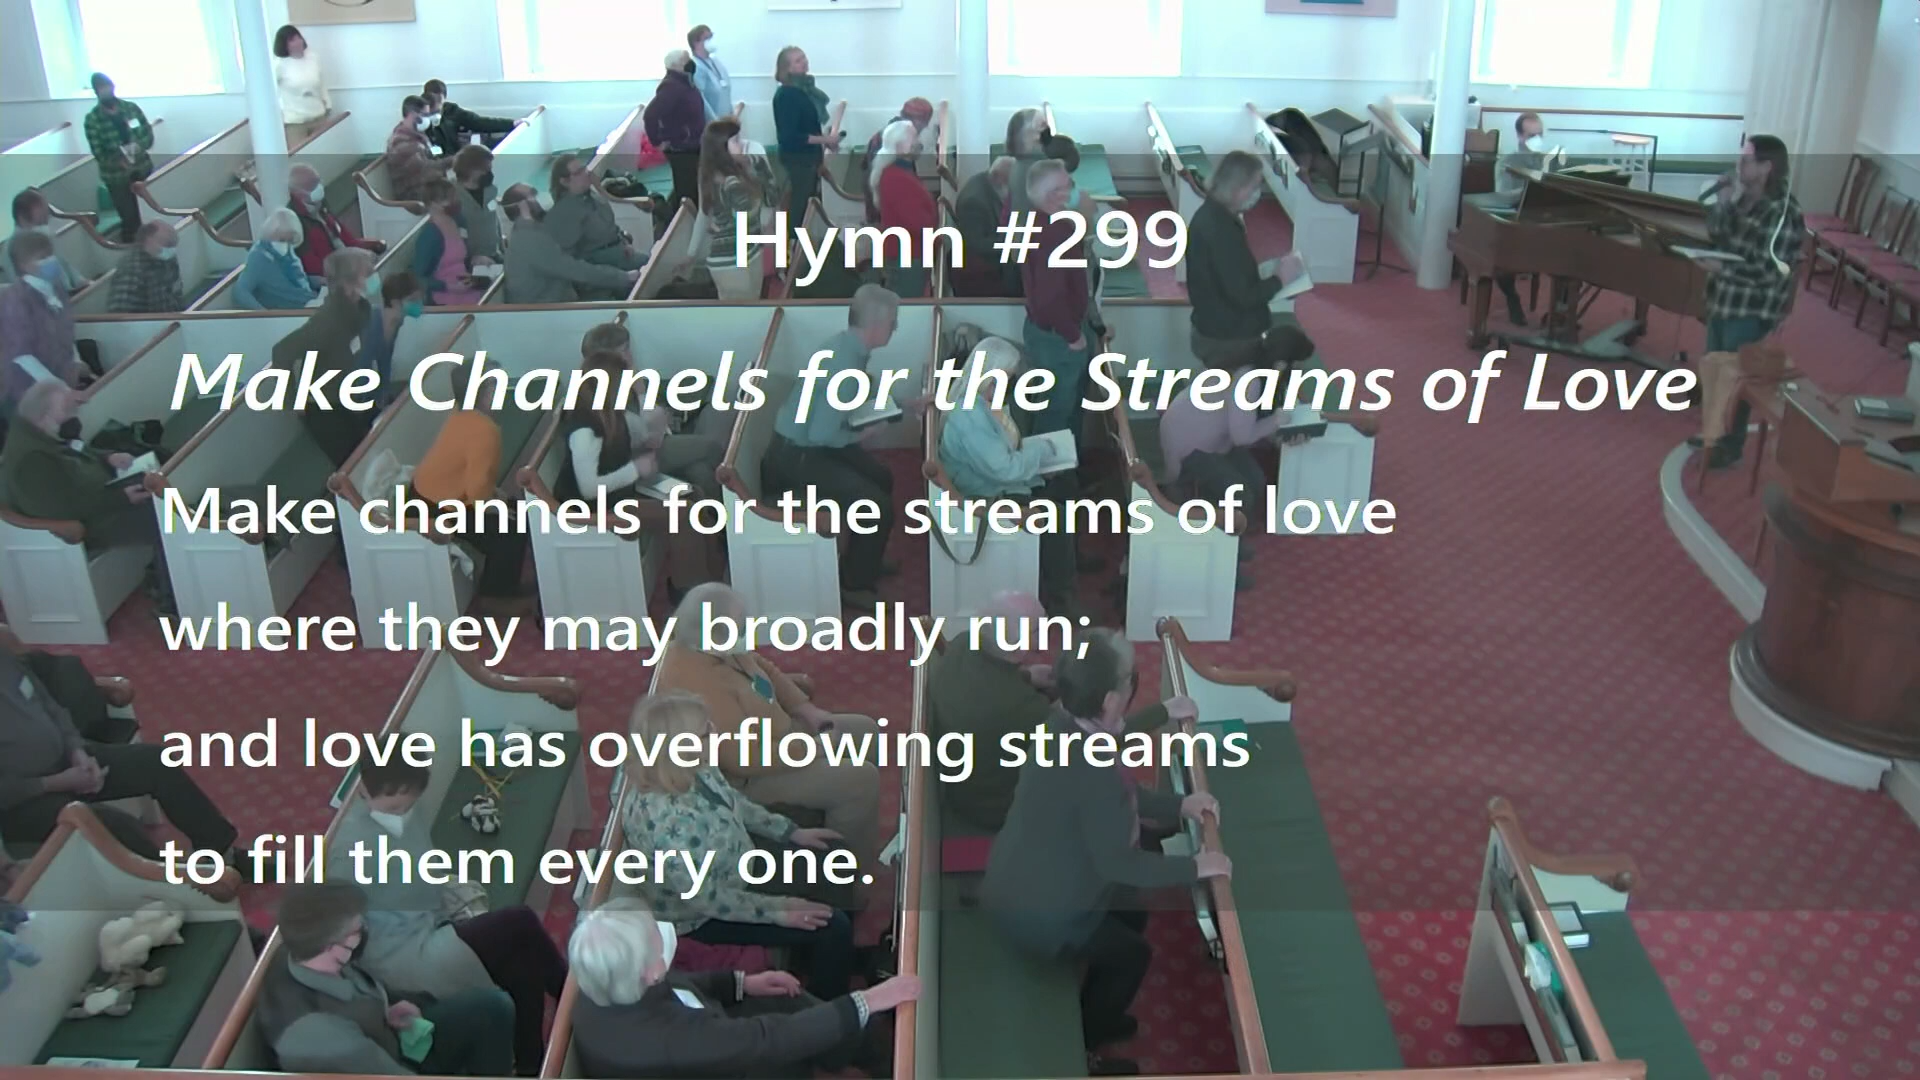 Hymn #299
Make Channels for the Streams of Love
Make channels for the streams of love
where they may broadly run;
and love has overflowing streams
to fill them every one.